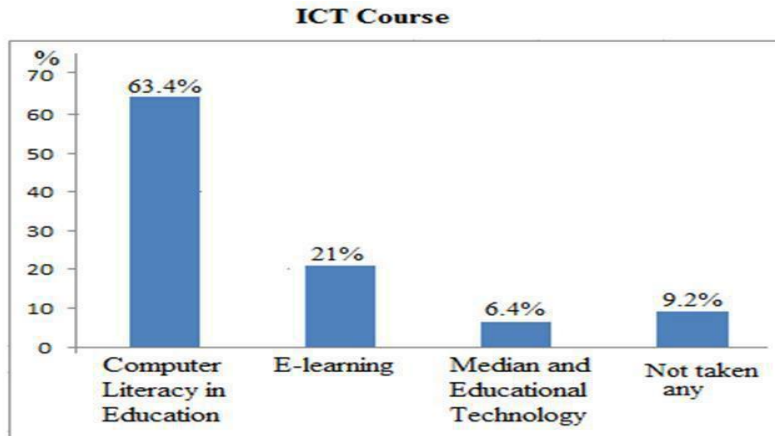 ICT Course
%
70
60
50
40
30
20
10
0
63.4%
21%
6.4%
9.2%
Computer
Literacy in
Education
E-learning
Median and
Educational
Technology
Not taken
any